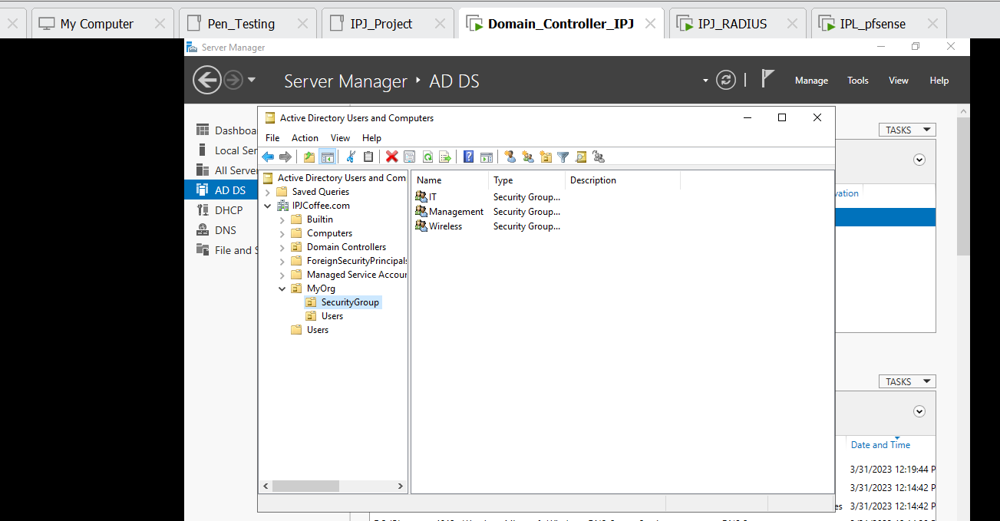 My Computer Pen_Testing IPJ_Project Domain_Controller_IPJ IPJ_RADIUS IPL_pfsense
Server Manager
Server Manager ‣ AD DS Manage Tools View Help
Dashboa
Local Ser
All Server
AD DS
DHCP
DNS
File and S
Active Directory Users and Computers
File Action View Help
Active Directory Users and Com
Saved Queries
IPJCoffee.com
Builtin
Computers
Domain Controllers
ForeignSecurityPrincipals
Managed Service Accoun
MyOrg
SecurityGroup
Users
Users
Name Type Description
IT Security Group...
Management Security Group...
Wireless Security Group...
TASKS
vation
TASKS
Date and Time
3/31/2023 12:19:44 P
3/31/2023 12:14:42 P
es 3/31/2023 12:14:42 P